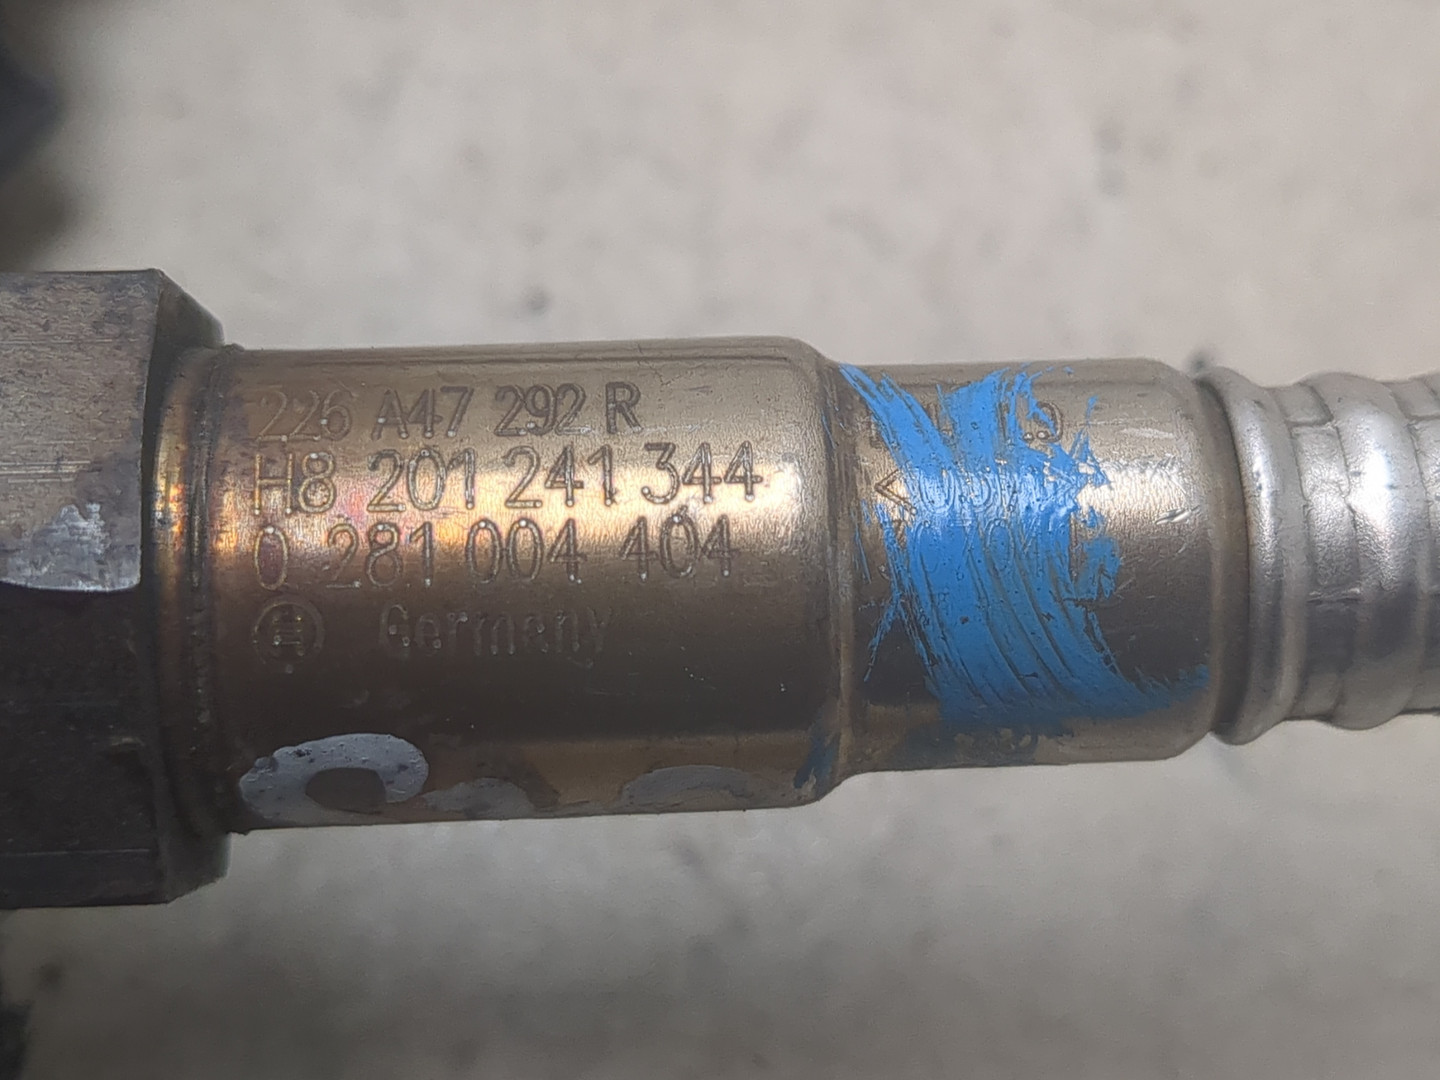 226 A47 292 R
H8 201 241 344
0 281 004 404
Germany